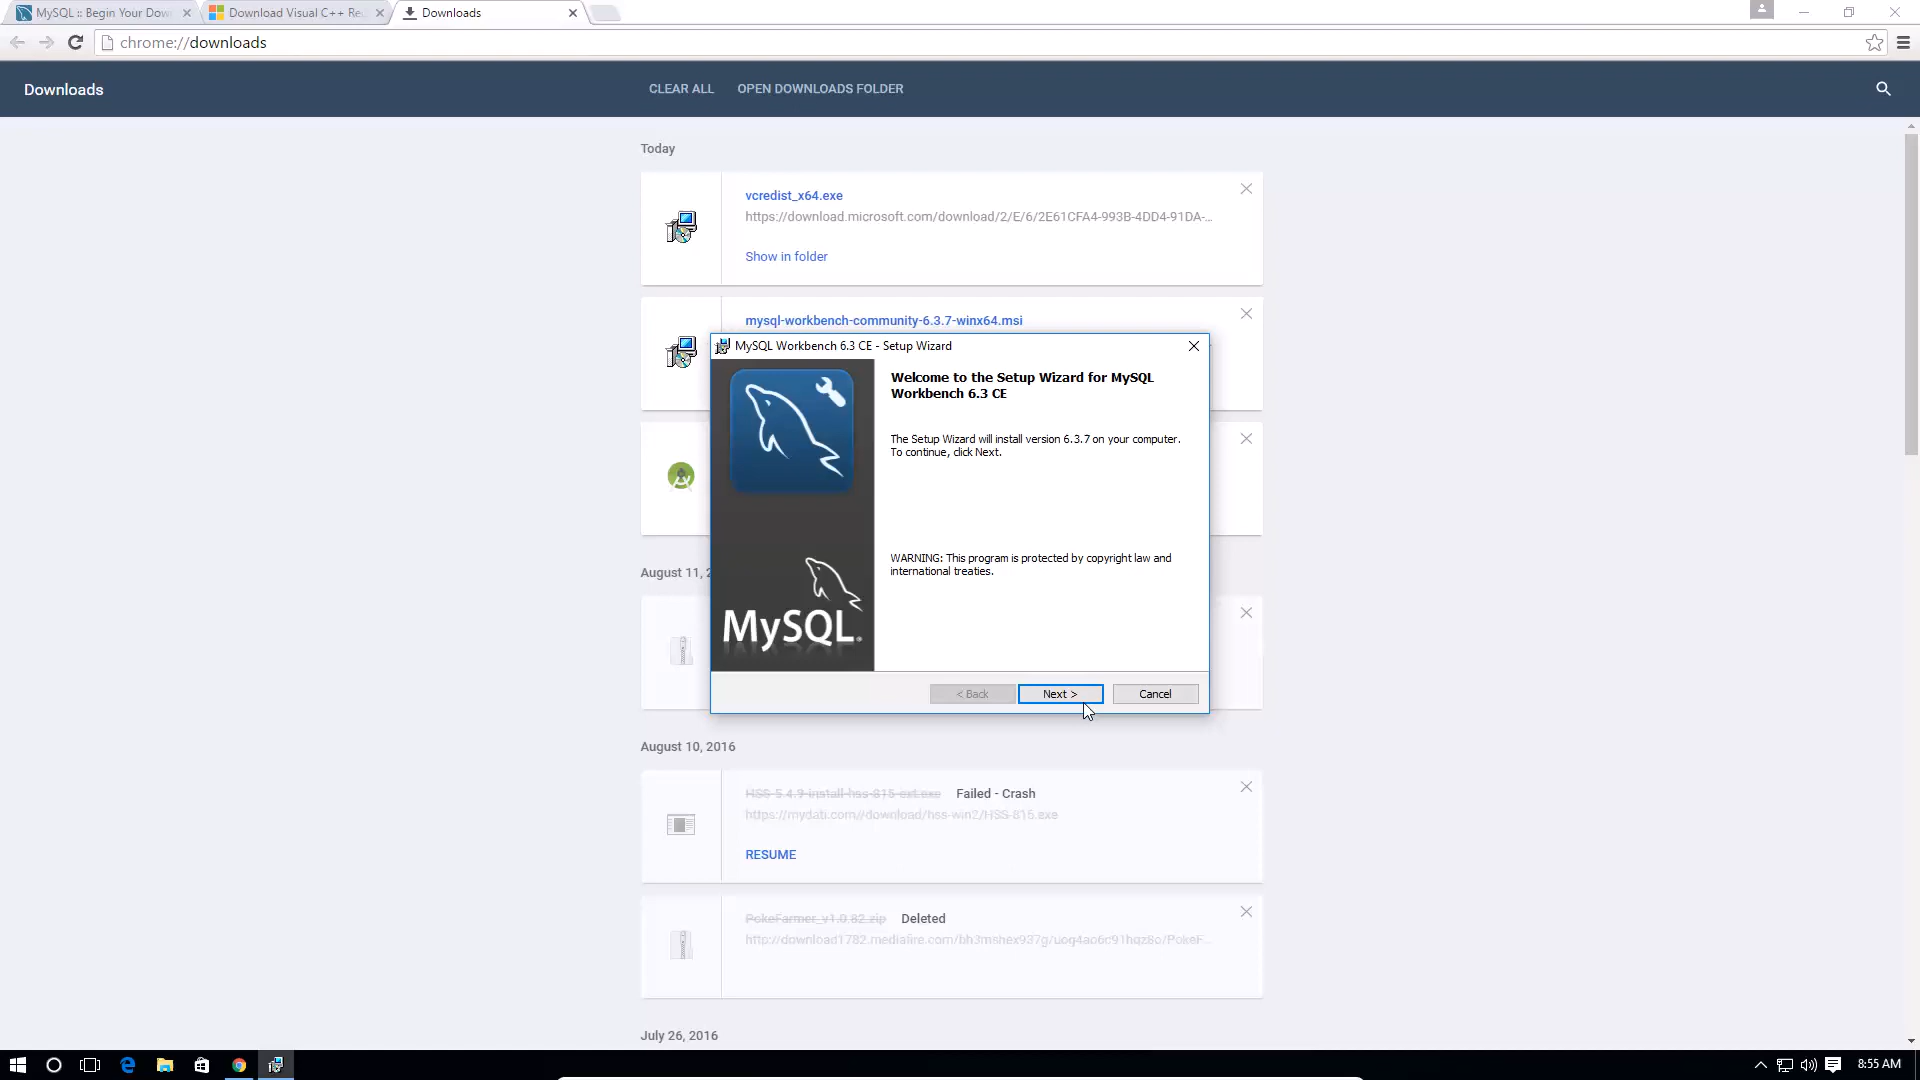 MySQL :: Begin Your Dow
Download Visual C++ Re
Downloads
chrome://downloads
Downloads
CLEAR ALL
OPEN DOWNLOADS FOLDER
Today
vcredist_x64.exe
https://download.microsoft.com/download/2/E/6/2E61CFA4-993B-4DD4-91DA-...
Show in folder
mysql-workbench-community-6.3.7-winx64.msi
MySQL Workbench 6.3 CE - Setup Wizard
Welcome to the Setup Wizard for MySQL
Workbench 6.3 CE
The Setup Wizard will install version 6.3.7 on your computer.
To continue, click Next.
WARNING: This program is protected by copyright law and
international treaties.
MySQL®
< Back
Next >
Cancel
August 11, 2
August 10, 2016
HSS-5.4.9-install-hss-815-ext.exe Failed - Crash
https://mydati.com//download/hss-win2/HSS-815.exe
RESUME
PokeFarmer_v1.0.82.zip Deleted
July 26, 2016
8:55 AM